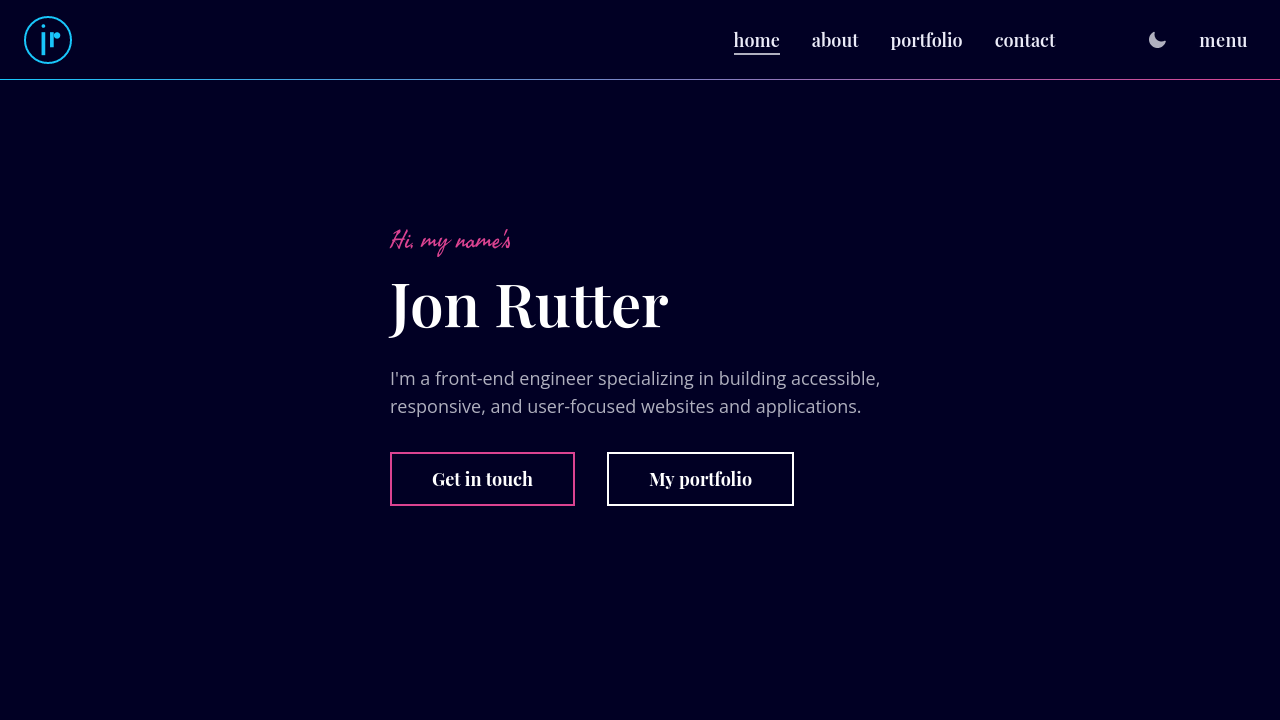 jr
home about portfolio contact menu
Hi, my name's
Jon Rutter
I'm a front-end engineer specializing in building accessible,
responsive, and user-focused websites and applications.
Get in touch My portfolio